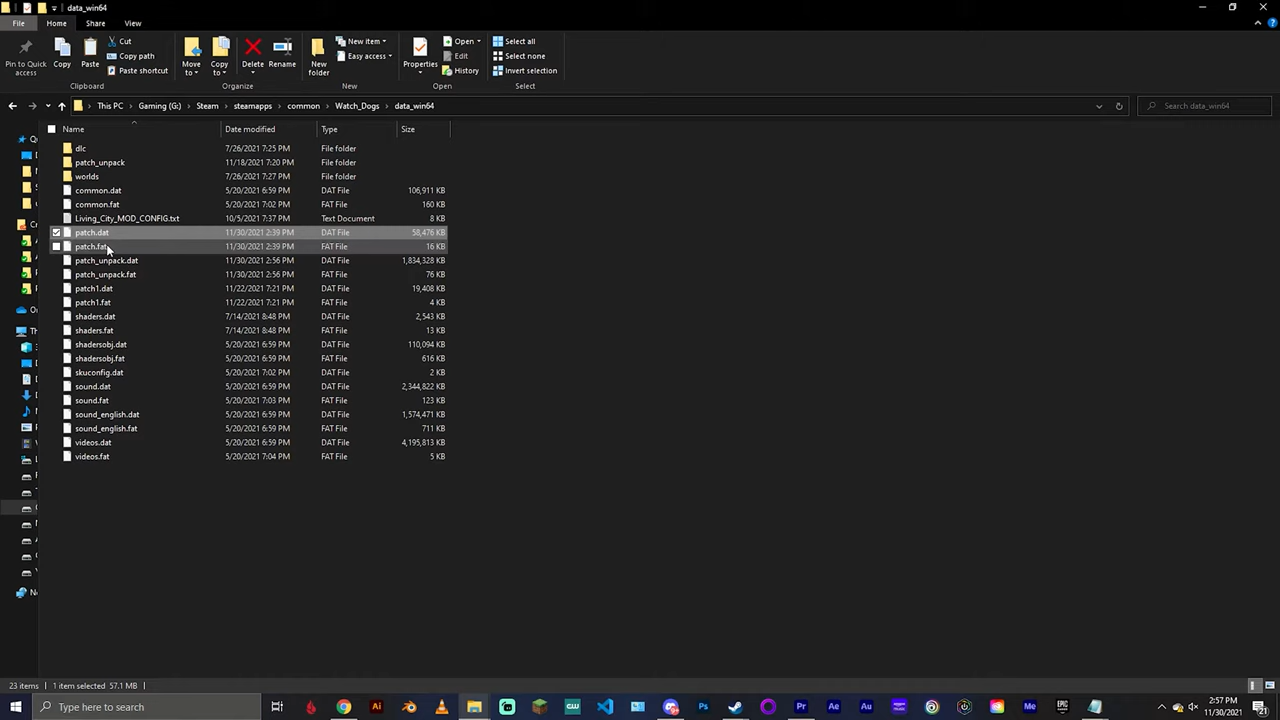 data_win64
File
Home
Share
View
Pin to Quick access
Copy
Paste
Cut
Copy path
Paste shortcut
Clipboard
Move to
Copy to
Delete
Rename
Organize
New folder
New item
Easy access
New
Properties
Open
Edit
History
Open
Select all
Select none
Invert selection
Select
This PC > Gaming (G:) > Steam > steamapps > common > Watch_Dogs > data_win64
Search data_win64
Name Date modified Type Size
dlc 7/26/2021 7:25 PM File folder
patch_unpack 11/18/2021 7:20 PM File folder
worlds 7/26/2021 7:27 PM File folder
common.dat 5/20/2021 6:59 PM DAT File 106,911 KB
common.fat 5/20/2021 6:59 PM FAT File 160 KB
Living_City_MOD_CONFIG.txt 10/5/2021 7:37 PM Text Document 8 KB
patch.dat 11/30/2021 2:39 PM DAT File 58,476 KB
patch.fat 11/30/2021 2:39 PM FAT File 16 KB
patch_unpack.dat 11/30/2021 2:56 PM DAT File 1,834,328 KB
patch_unpack.fat 11/30/2021 2:56 PM FAT File 76 KB
patch1.dat 11/22/2021 7:21 PM DAT File 19,408 KB
patch1.fat 11/22/2021 7:21 PM FAT File 4 KB
shaders.dat 7/14/2021 8:48 PM DAT File 2,543 KB
shaders.fat 7/14/2021 8:48 PM FAT File 13 KB
shadersobj.dat 5/20/2021 6:59 PM DAT File 110,094 KB
shadersobj.fat 5/20/2021 6:59 PM FAT File 616 KB
skuconfig.dat 5/20/2021 7:02 PM DAT File 2 KB
sound.dat 5/20/2021 6:59 PM DAT File 2,344,822 KB
sound.fat 5/20/2021 7:03 PM FAT File 123 KB
sound_english.dat 5/20/2021 6:59 PM DAT File 1,574,471 KB
sound_english.fat 5/20/2021 6:59 PM FAT File 711 KB
videos.dat 5/20/2021 6:59 PM DAT File 4,195,813 KB
videos.fat 5/20/2021 7:04 PM FAT File 5 KB
23 items
1 item selected 57.1 MB
Type here to search
Ai
CW
Ps
Pr
Ae
Au
Me
2:57 PM
11/30/2021